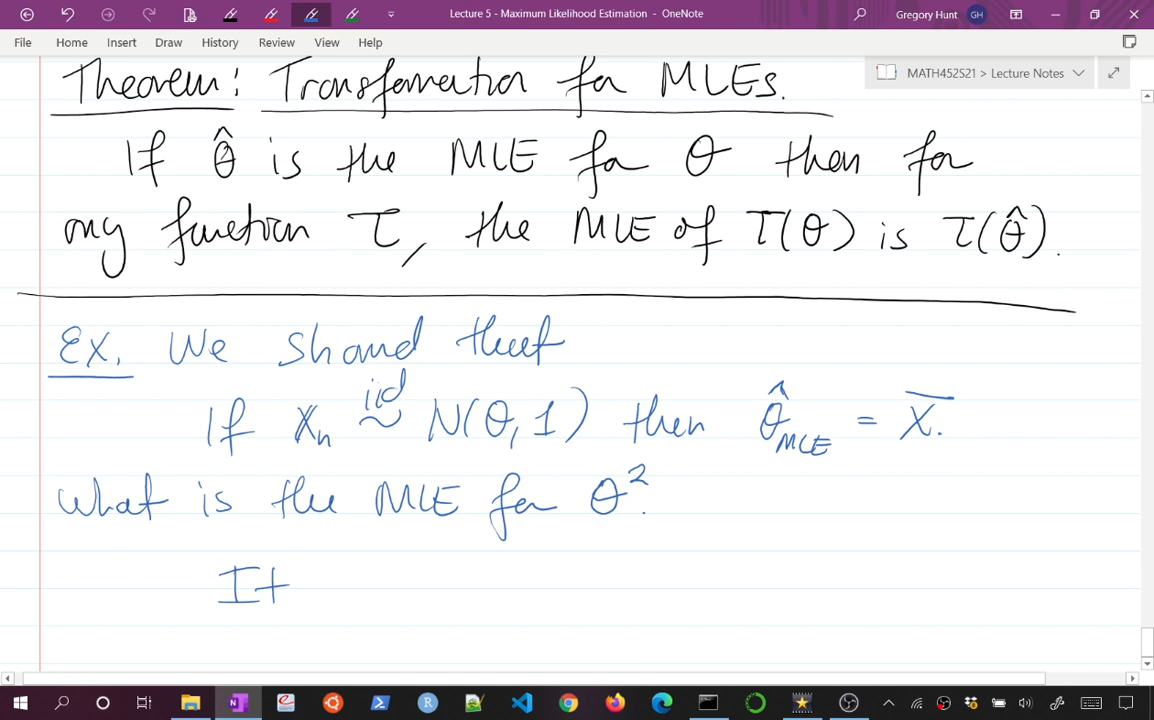 Lecture 5 - Maximum Likelihood Estimation - OneNote
Gregory Hunt GH
File Home Insert Draw History Review View Help
MATH452S21 > Lecture Notes
Theorem: Transformation for MLEs.
If θ̂ is the MLE for θ then for
any function τ, the MLE of τ(θ) is τ(θ̂).
Ex. We showed that
If Xₙ iid ~ N(θ, 1) then θ̂_MLE = X̄.
What is the MLE for θ².
It